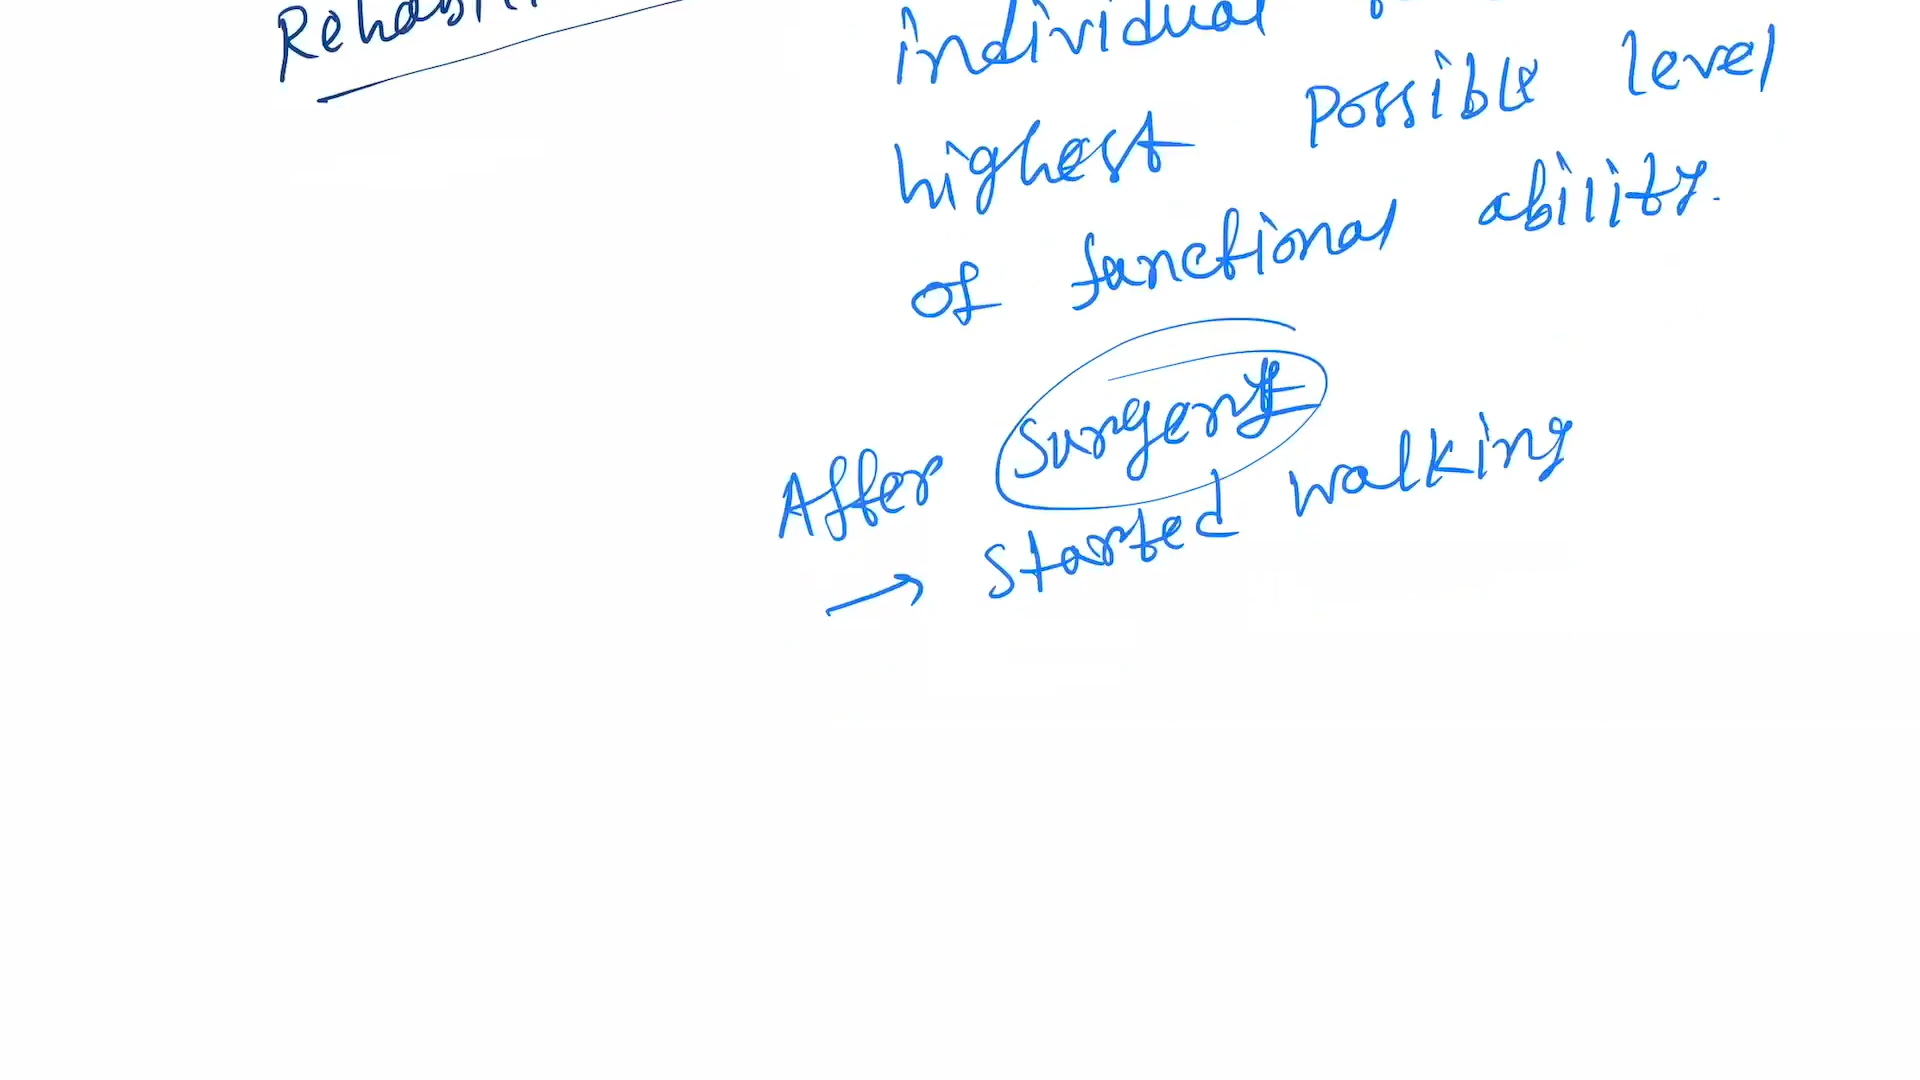 individual
Possible level
highest
of functional ability.
After Surgery
→ Started walking